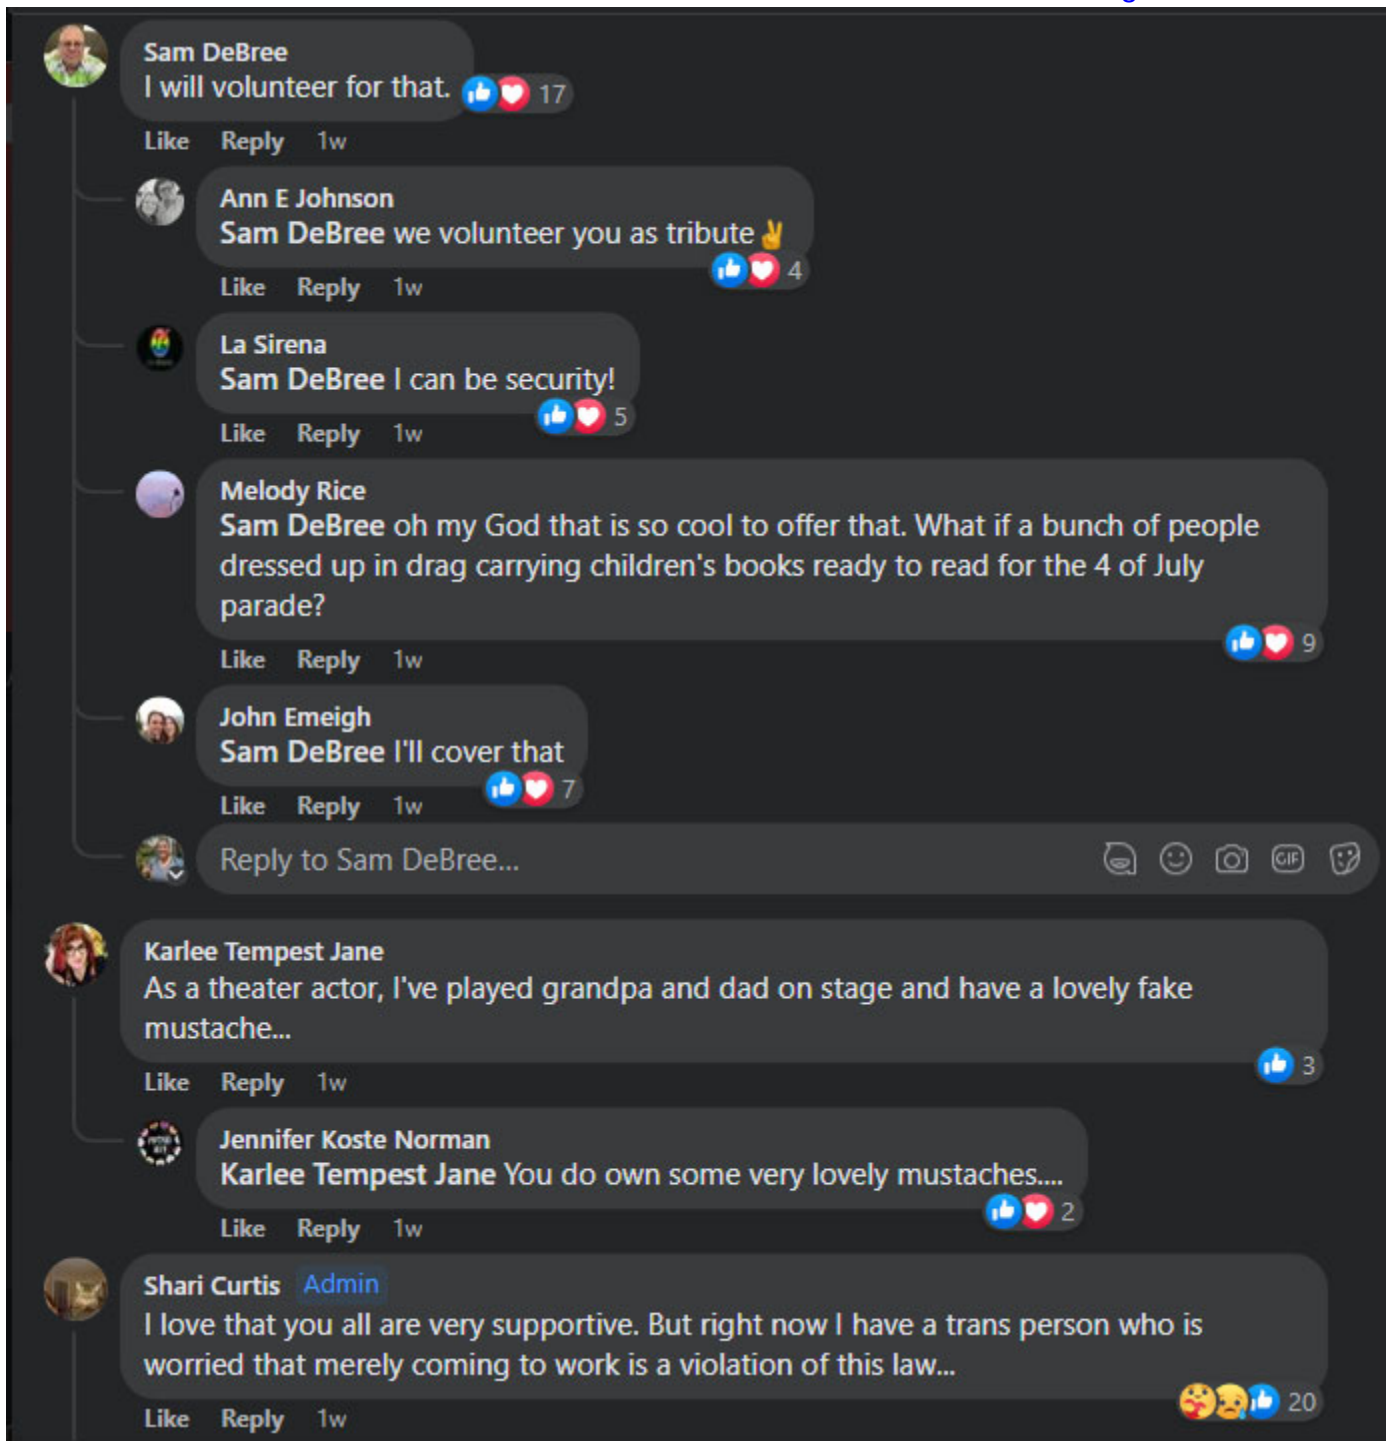 Sam DeBree
I will volunteer for that.
17
Like Reply 1w
Ann E Johnson
Sam DeBree we volunteer you as tribute✌
4
Like Reply 1w
La Sirena
Sam DeBree I can be security!
5
Like Reply 1w
Melody Rice
Sam DeBree oh my God that is so cool to offer that. What if a bunch of people
dressed up in drag carrying children's books ready to read for the 4 of July
parade?
9
Like Reply 1w
John Emeigh
Sam DeBree I'll cover that
7
Like Reply 1w
Reply to Sam DeBree...
GIF
Karlee Tempest Jane
As a theater actor, I've played grandpa and dad on stage and have a lovely fake
mustache...
3
Like Reply 1w
Jennifer Koste Norman
Karlee Tempest Jane You do own some very lovely mustaches....
2
Like Reply 1w
Shari Curtis Admin
I love that you all are very supportive. But right now I have a trans person who is
worried that merely coming to work is a violation of this law...
20
Like Reply 1w